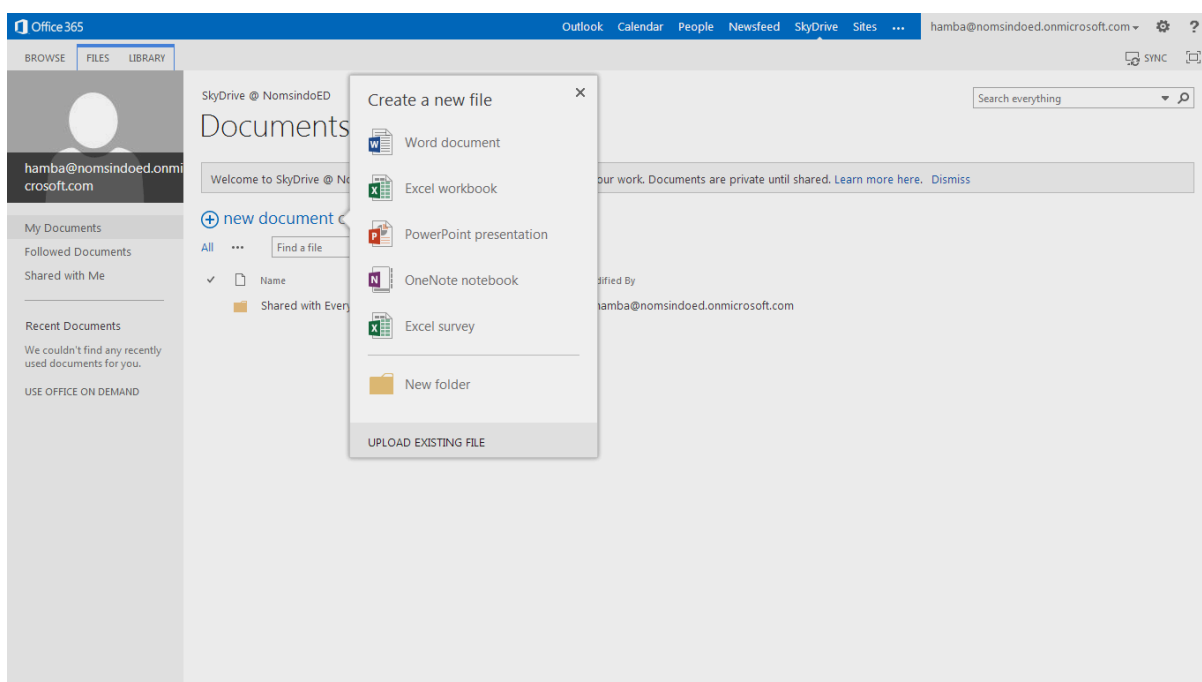 Office 365
Outlook Calendar People Newsfeed SkyDrive Sites ••• hamba@nomsindoed.onmicrosoft.com ?
BROWSE FILES LIBRARY
SYNC
hamba@nomsindoed.onmi
crosoft.com
My Documents
Followed Documents
Shared with Me
Recent Documents
We couldn't find any recently
used documents for you.
USE OFFICE ON DEMAND
SkyDrive @ NomsindoED
Documents
Search everything
Welcome to SkyDrive @ our work. Documents are private until shared. Learn more here. Dismiss
new document
All ••• Find a file
Name dified By
Shared with hamba@nomsindoed.onmicrosoft.com
Create a new file
Word document
Excel workbook
PowerPoint presentation
OneNote notebook
Excel survey
New folder
UPLOAD EXISTING FILE